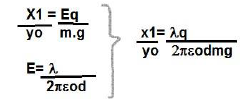 X1 = Eq
yo m.g
E= λ
2πεod
x1= λq
yo 2πεodmg